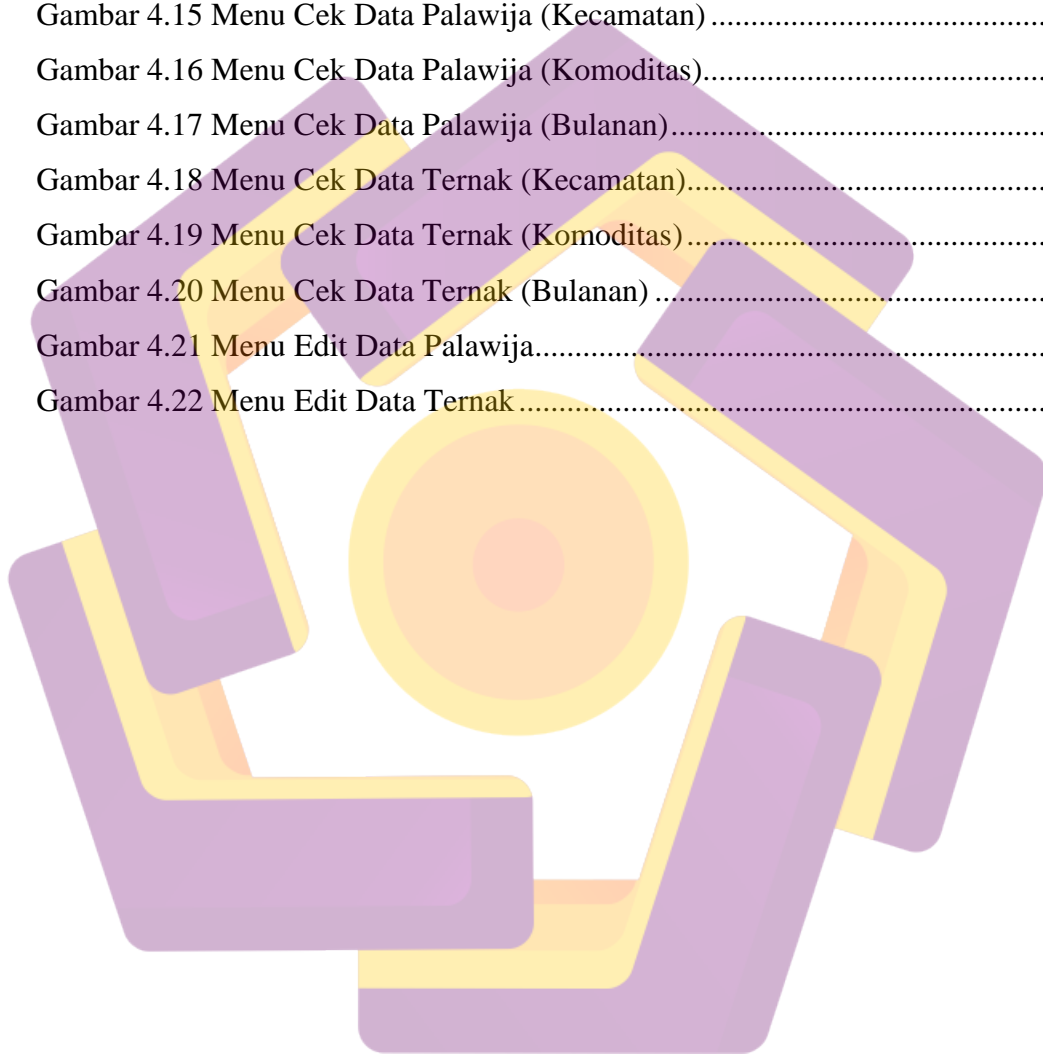 Gambar 4.15 Menu Cek Data Palawija (Kecamatan)....................................
Gambar 4.16 Menu Cek Data Palawija (Komoditas).....................................
Gambar 4.17 Menu Cek Data Palawija (Bulanan).........................................
Gambar 4.18 Menu Cek Data Ternak (Kecamatan).......................................
Gambar 4.19 Menu Cek Data Ternak (Komoditas).......................................
Gambar 4.20 Menu Cek Data Ternak (Bulanan)..........................................
Gambar 4.21 Menu Edit Data Palawija........................................................
Gambar 4.22 Menu Edit Data Ternak..........................................................